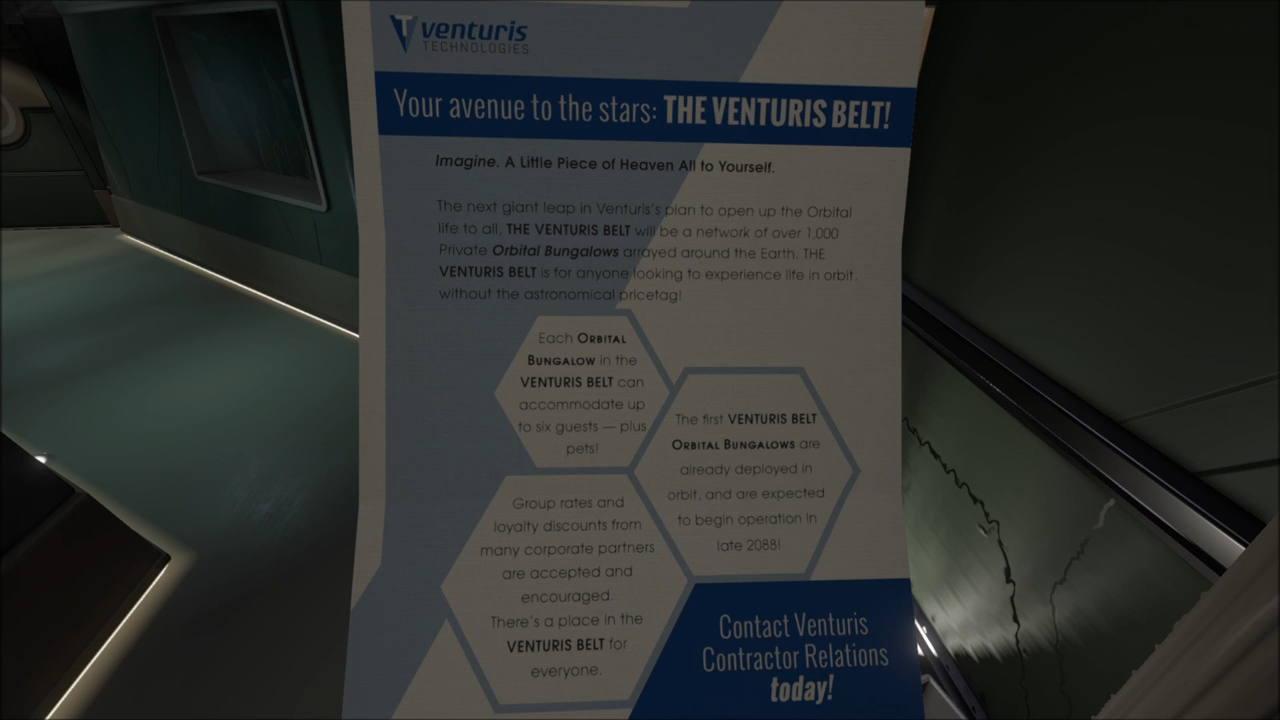 venturis
TECHNOLOGIES
Your avenue to the stars: THE VENTURIS BELT!
Imagine. A Little Piece of Heaven All to Yourself.
The next giant leap in Venturis's plan to open up the Orbital
life to all, THE VENTURIS BELT will be a network of over 1,000
Private Orbital Bungalows arrayed around the Earth. THE
VENTURIS BELT is for anyone looking to experience life in orbit,
without the astronomical pricetag!
Each ORBITAL
BUNGALOW in the
VENTURIS BELT can
accommodate up
to six guests — plus
pets!
The first VENTURIS BELT
ORBITAL BUNGALOWS are
already deployed in
orbit, and are expected
to begin operation in
late 2088!
Group rates and
loyalty discounts from
many corporate partners
are accepted and
encouraged.
There's a place in the
VENTURIS BELT for
everyone.
Contact Venturis
Contractor Relations
today!